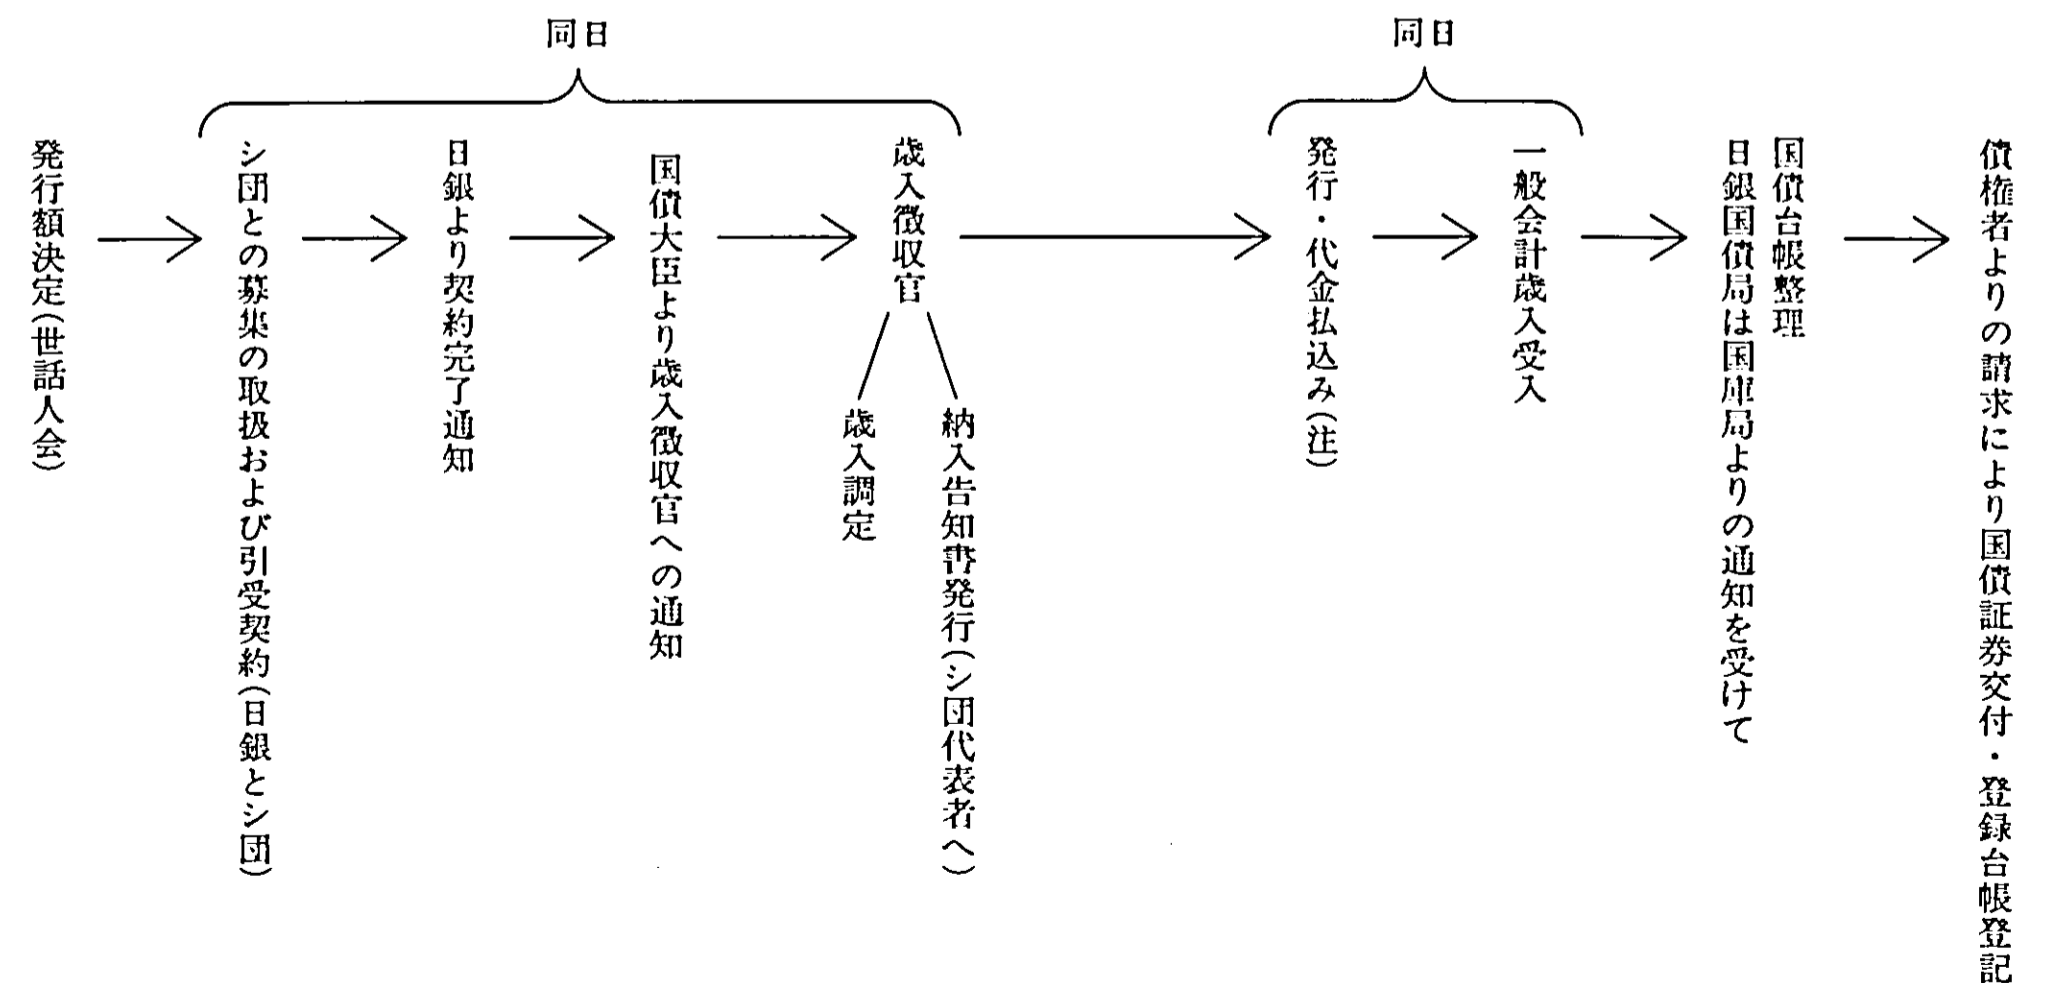 同日
同日
発行額決定(世話人会)
シ団との募集の取扱および引受契約(日銀とシ団)
日銀より契約完了通知
国債大臣より歳入徴収官への通知
歳入徴収官
歳入調定
納入告知書発行(シ団代表者へ)
発行・代金払込み(注)
一般会計歳入受入
日銀国債局は国庫局よりの通知を受けて
国債台帳整理
債権者よりの請求により国債証券交付・登録台帳登記